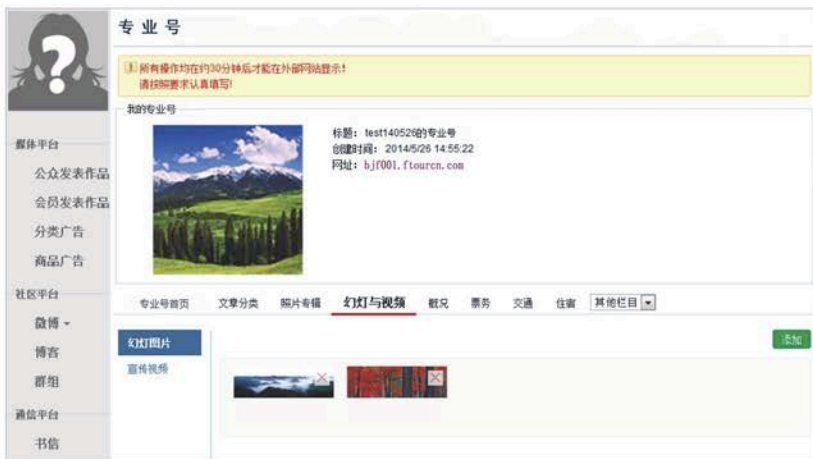 专业号
所有操作均在约30分钟后才能在外部网站显示!
请按照要求认真填写!
我的专业号
标题: test140526的专业号
创建时间: 2014/5/26 14:55:22
网址: bjf001.ftourcn.com
媒体平台
公众发表作品
会员发表作品
分类广告
商品广告
社区平台
微博
博客
群组
通信平台
书信
专业号首页 文章分类 照片专辑 幻灯与视频 概况 票务 交通 住宿 其他栏目
幻灯图片
宣传视频
添加